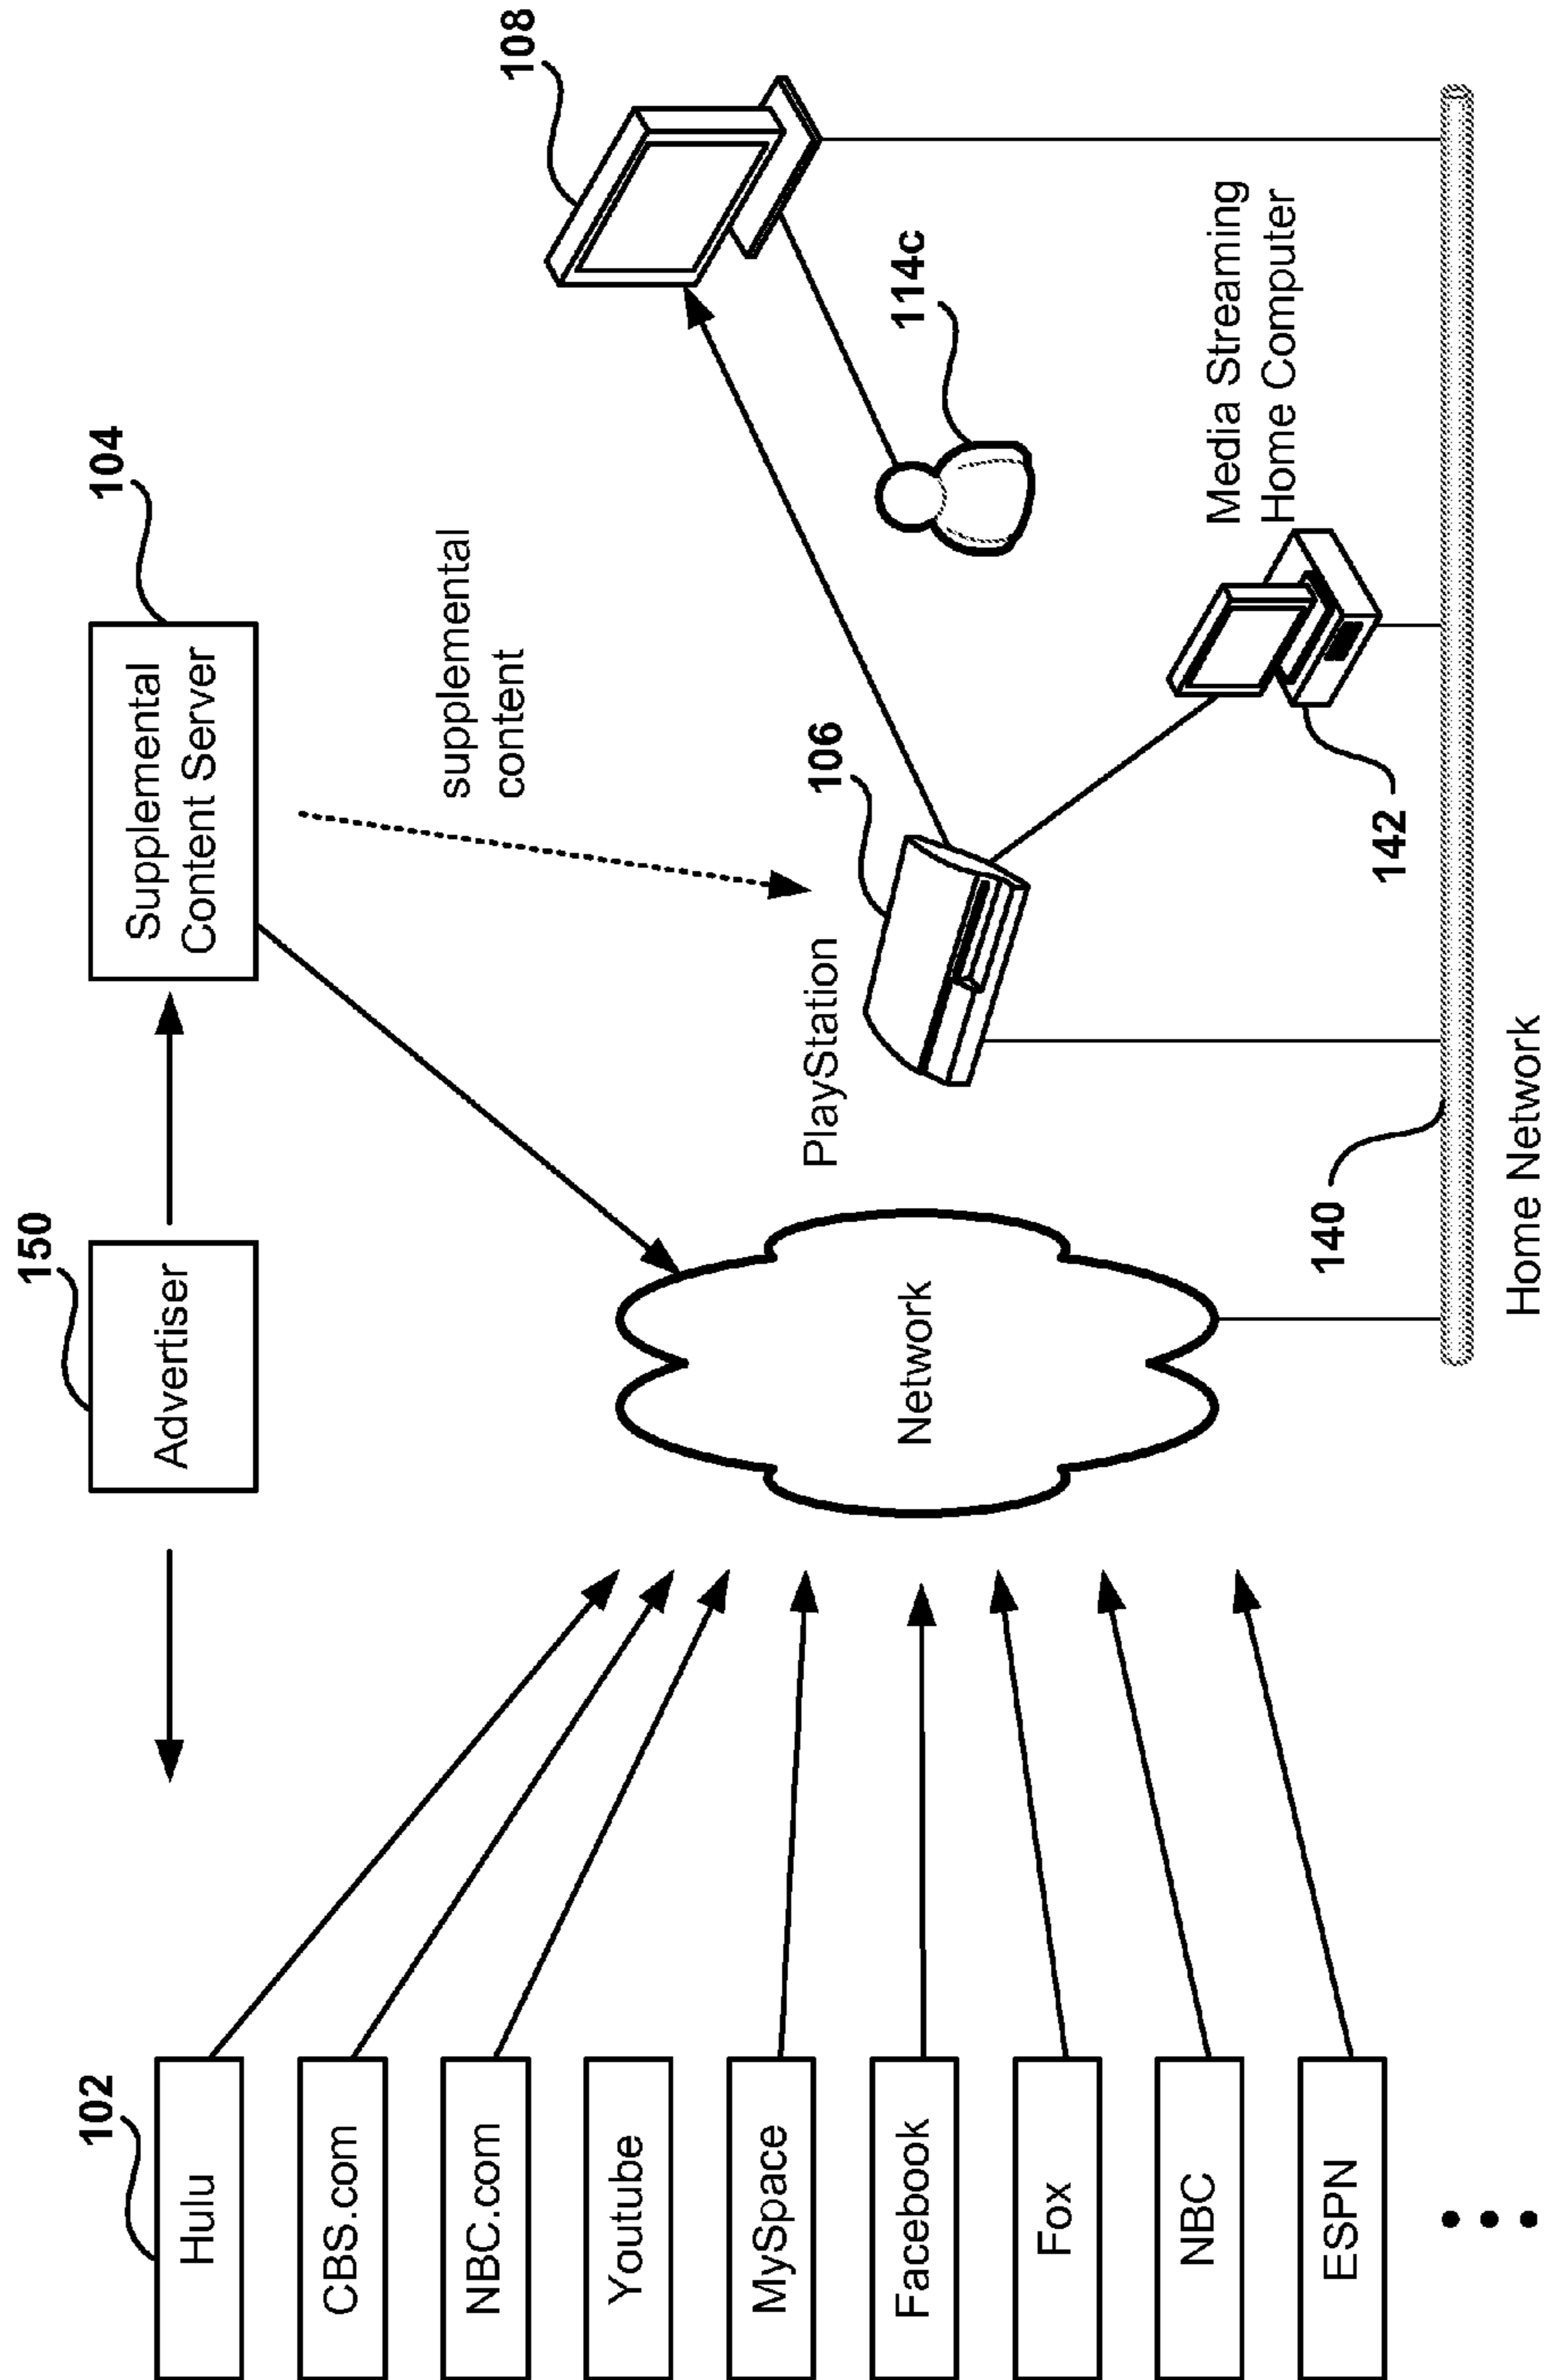 150
104
Advertiser
Supplemental
Content Server
102
Hulu
CBS.com
NBC.com
Youtube
MySpace
Facebook
Fox
NBC
ESPN
Network
supplemental
content
PlayStation
106
108
114c
Media Streaming
Home Computer
142
140
Home Network